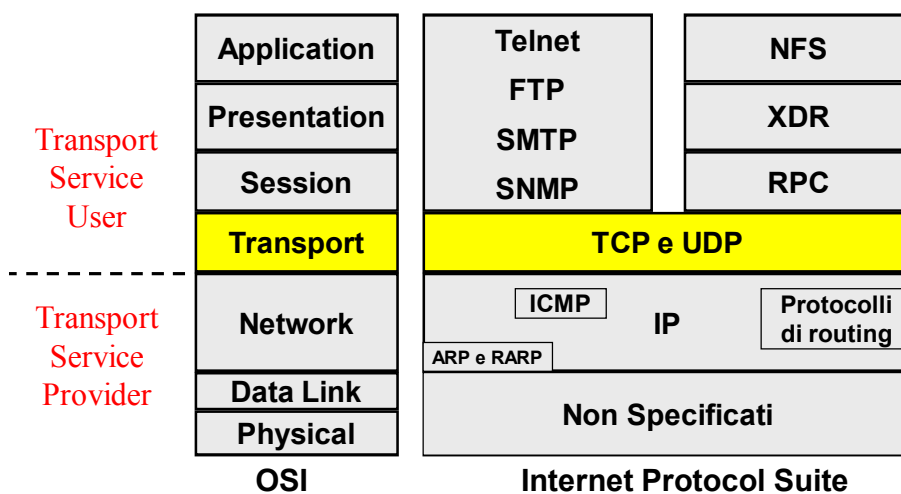 Transport
Service
User
Transport
Service
Provider
Application
Presentation
Session
Transport
Network
Data Link
Physical
OSI
Telnet
FTP
SMTP
SNMP
NFS
XDR
RPC
TCP e UDP
ICMP
IP
Protocolli
di routing
ARP e RARP
Non Specificati
Internet Protocol Suite